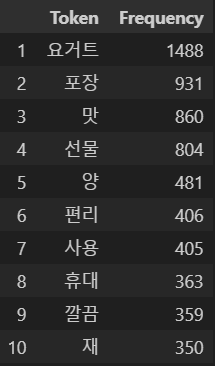 Token Frequency
1 요거트 1488
2 포장 931
3 맛 860
4 선물 804
5 양 481
6 편리 406
7 사용 405
8 휴대 363
9 깔끔 359
10 재 350